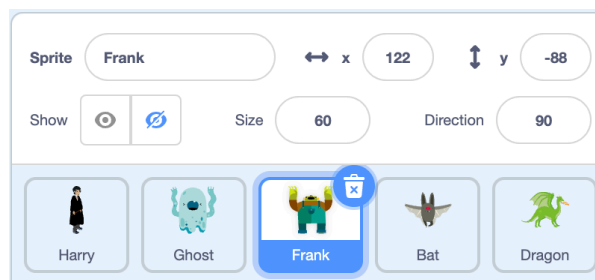 Sprite Frank x 122 y -88
Show Size 60 Direction 90
Harry Ghost Frank Bat Dragon